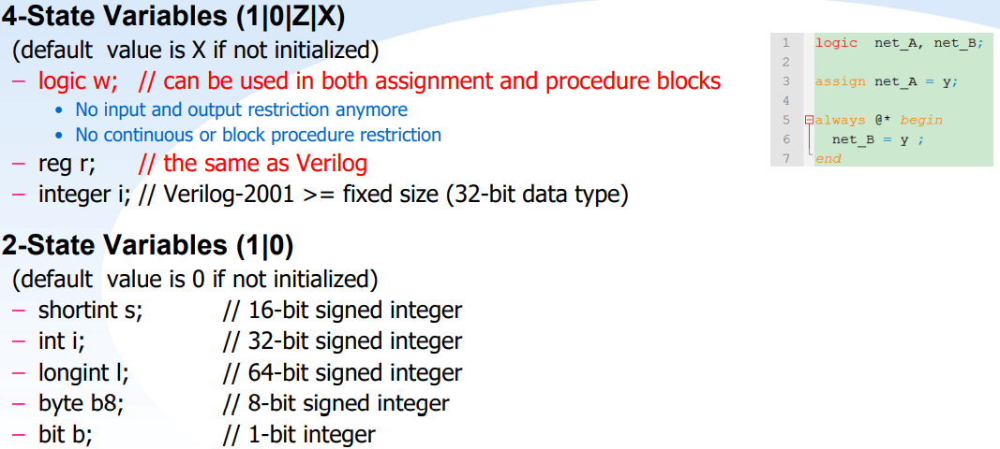 4-State Variables (1|0|Z|X)
(default value is X if not initialized)
– logic w; // can be used in both assignment and procedure blocks
• No input and output restriction anymore
• No continuous or block procedure restriction
– reg r; // the same as Verilog
– integer i; // Verilog-2001 >= fixed size (32-bit data type)
2-State Variables (1|0)
(default value is 0 if not initialized)
– shortint s; // 16-bit signed integer
– int i; // 32-bit signed integer
– longint l; // 64-bit signed integer
– byte b8; // 8-bit signed integer
– bit b; // 1-bit integer
1 logic net_A, net_B;
2
3 assign net_A = y;
4
5 always @* begin
6 net_B = y ;
7 end